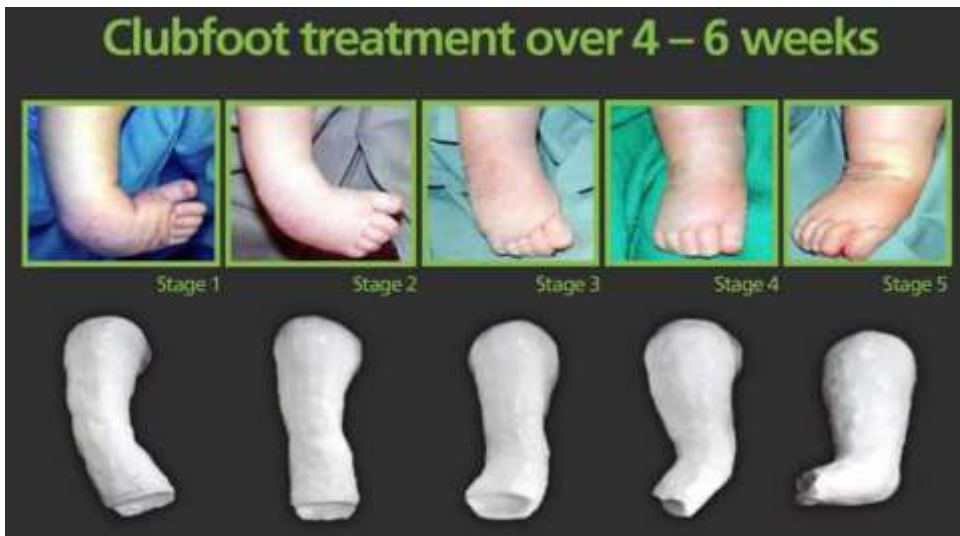 Clubfoot treatment over 4 – 6 weeks
Stage 1
Stage 2
Stage 3
Stage 4
Stage 5